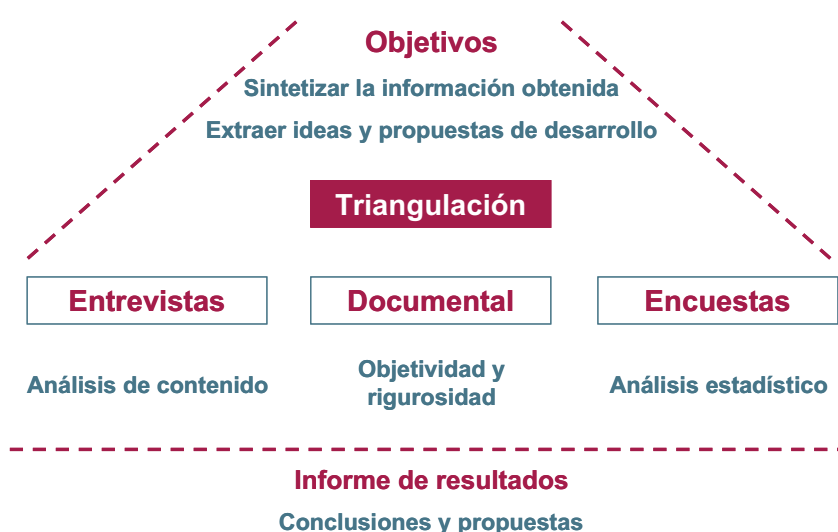 Objetivos
Sintetizar la información obtenida
Extraer ideas y propuestas de desarrollo
Triangulación
Entrevistas
Documental
Encuestas
Análisis de contenido
Objetividad y
rigurosidad
Análisis estadístico
Informe de resultados
Conclusiones y propuestas